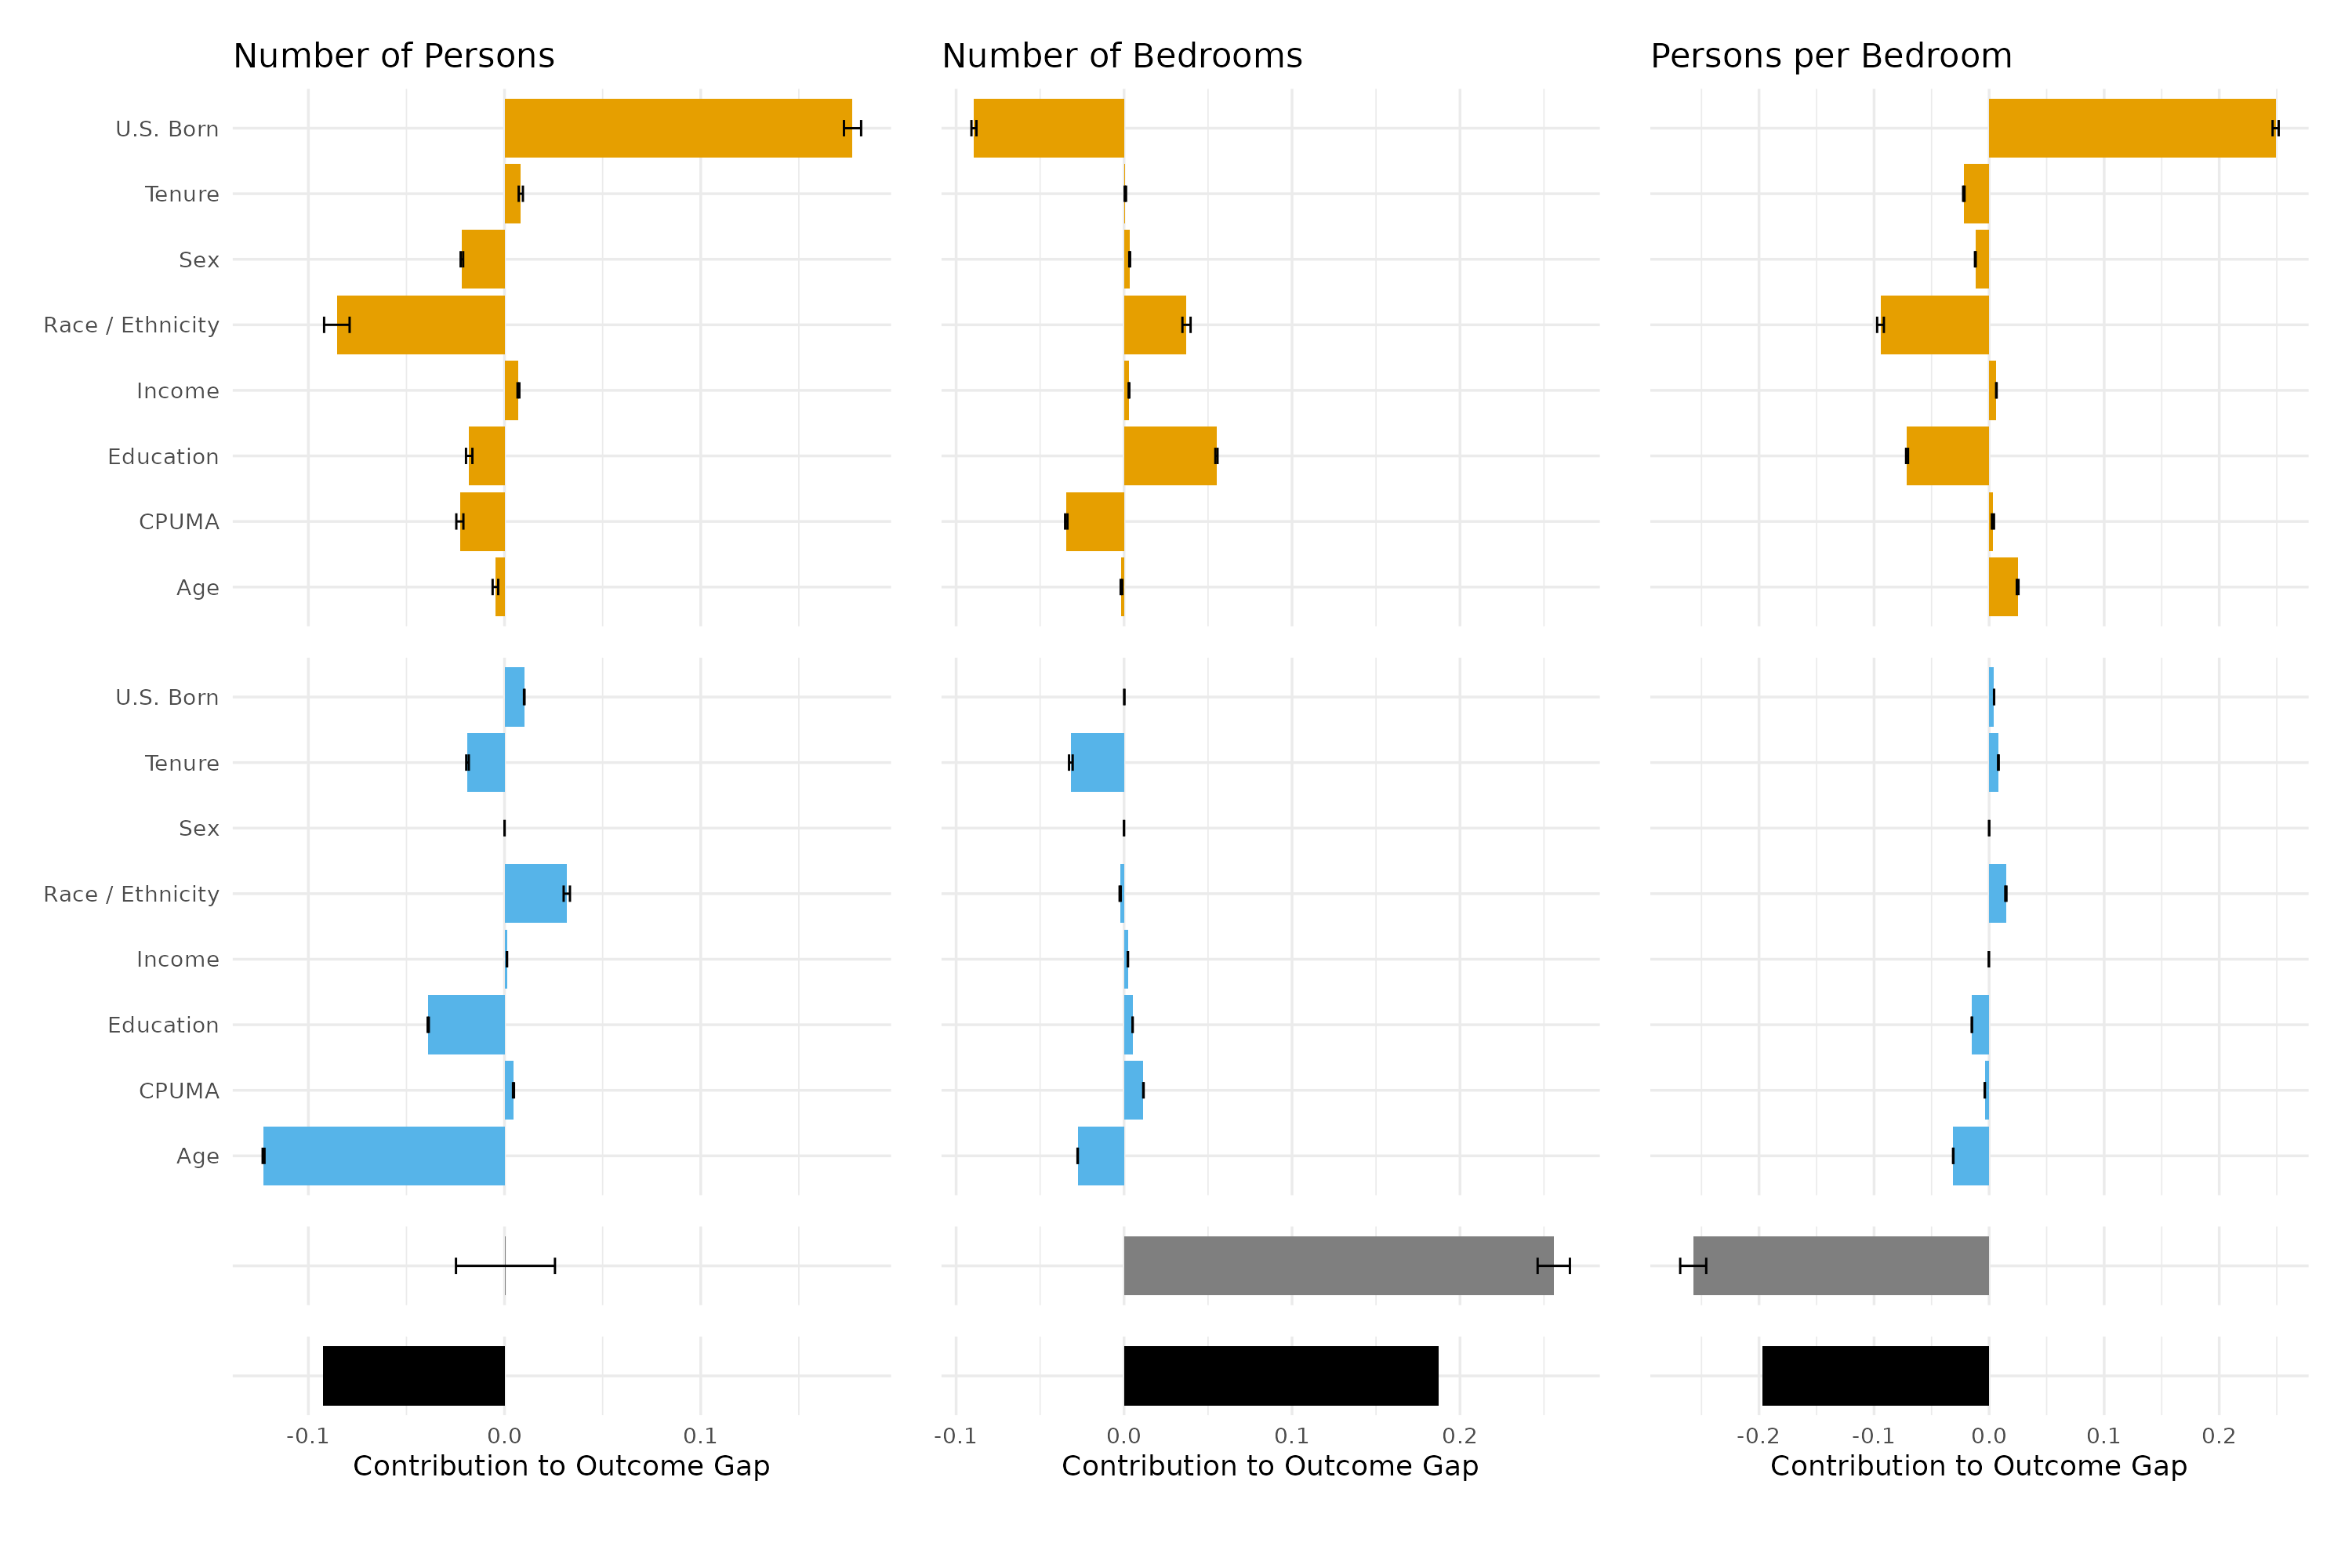 Number of Persons
Number of Bedrooms
Persons per Bedroom
U.S. Born
Tenure
Sex
Race / Ethnicity
Income
Education
CPUMA
Age
U.S. Born
Tenure
Sex
Race / Ethnicity
Income
Education
CPUMA
Age
-0.1 0.0 0.1
-0.1 0.0 0.1 0.2
-0.2 -0.1 0.0 0.1 0.2
Contribution to Outcome Gap
Contribution to Outcome Gap
Contribution to Outcome Gap